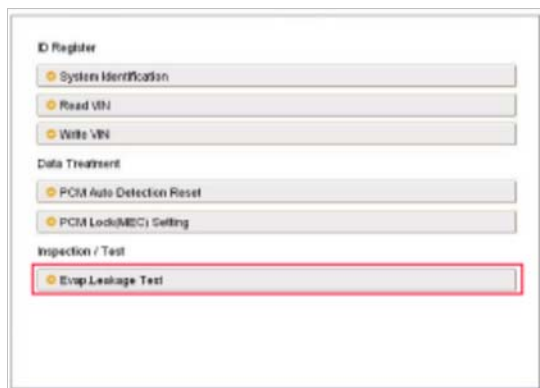 ID Register
System Identification
Read VIN
Write VIN
Data Treatment
PCM Auto Detection Reset
PCM Lock(MEC) Setting
Inspection / Test
Evap.Leakage Test